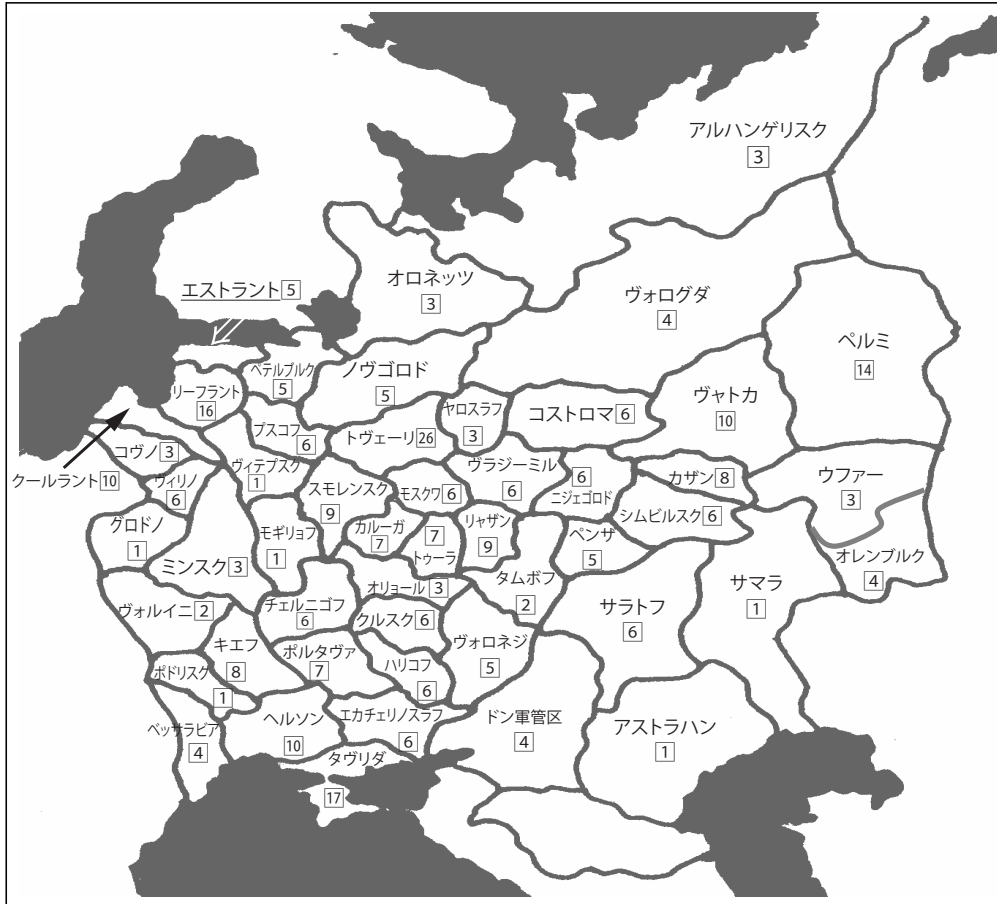 アルハンゲリスク
3
オロネッツ
3
エストラント 5
ヴォログダ
4
ペルミ
14
ペテルブルク
5
ノヴゴロド
5
リーフラント
16
ヤロスラフ
3
コストロマ 6
ヴャトカ
10
プスコフ
6
トヴェーリ 26
コヴノ 3
クールラント 10
ヴィリノ
6
ヴィテプスク
1
スモレンスク
9
モスクワ 6
ヴラジーミル
6
6
ニジェゴロド
カザン 8
シムビルスク 6
ウファー
3
グロドノ
1
ミンスク 3
モギリョフ
1
カルーガ
7
7
トゥーラ
リャザン
9
ペンザ
5
オレンブルク
4
サマラ
1
タムボフ
2
オリョール 3
サラトフ
6
ヴォルイニ 2
チェルニゴフ
6
クルスク 6
ヴォロネジ
5
キエフ
8
ポルタヴァ
7
ハリコフ
6
ポドリスケ
1
ベッサラビア
4
ヘルソン
10
エカチェリノスラフ
6
ドン軍管区
4
アストラハン
1
タヴリダ
17